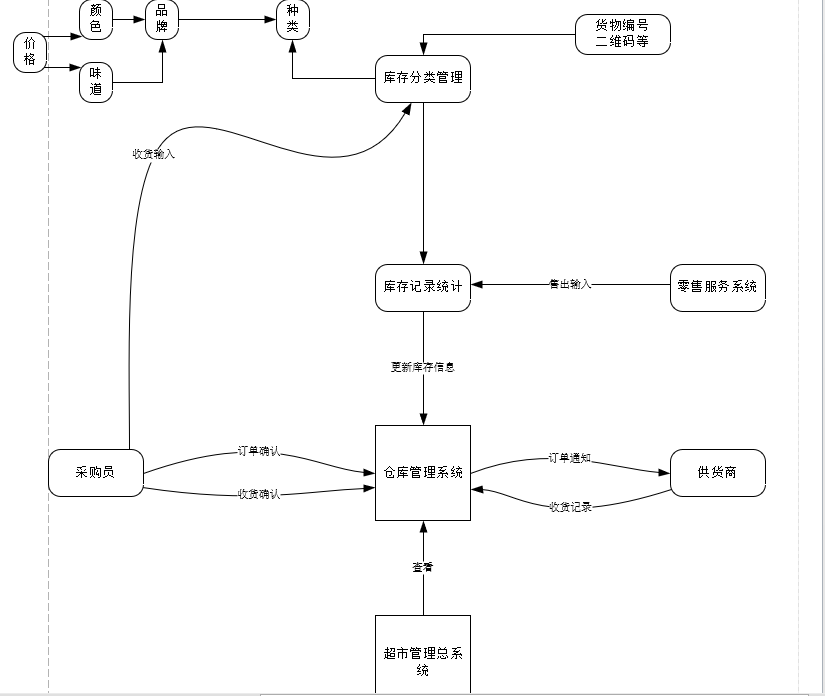 颜
色
品
牌
种
类
货物编号
二维码等
价
格
味
道
库存分类管理
收货输入
库存记录统计
售出输入
零售服务系统
更新库存信息
采购员
订单确认
收货确认
仓库管理系统
订单通知
收货记录
供货商
查看
超市管理总系
统